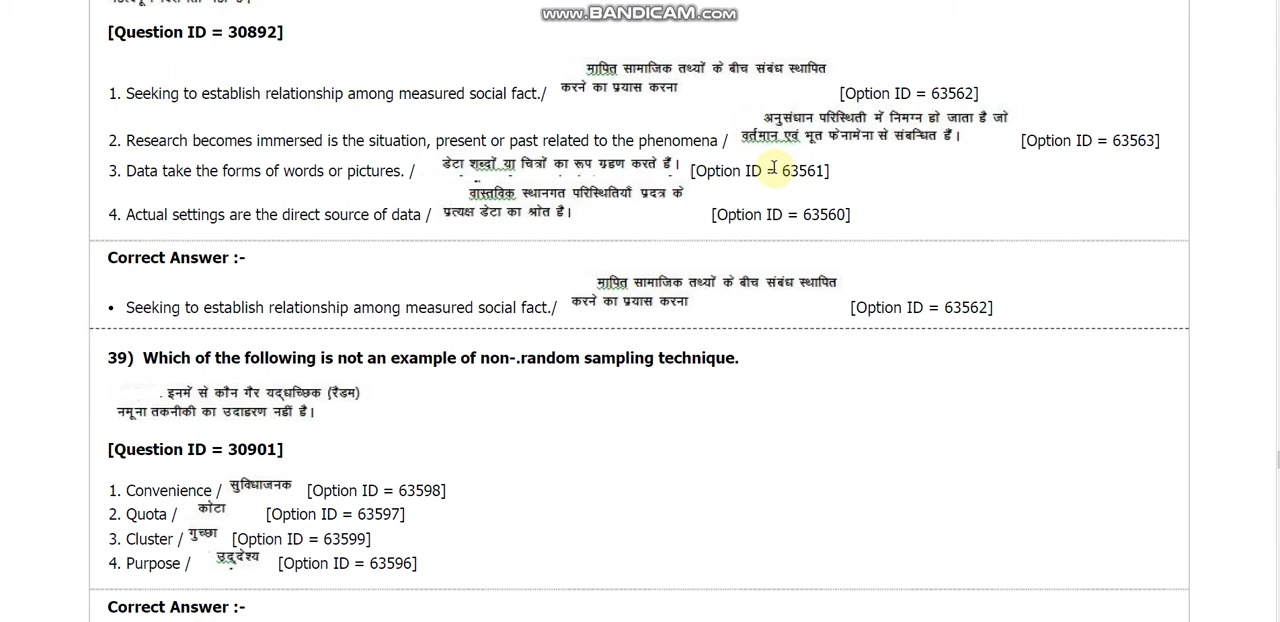 www.BANDICAM.com
[Question ID = 30892]
मापित सामाजिक तथ्यों के बीच संबंध स्थापित
1. Seeking to establish relationship among measured social fact./ करने का प्रयास करना [Option ID = 63562]
अनुसंधान परिस्थिती में निमग्न हो जाता है जो
2. Research becomes immersed is the situation, present or past related to the phenomena / वर्तमान एवं भूत फेनामेना से संबन्धित हैं। [Option ID = 63563]
3. Data take the forms of words or pictures. / डेटा शब्दों या चित्रों का रूप ग्रहण करते हैं। [Option ID = 63561]
वास्तविक स्थानगत परिस्थितियाँ प्रदत्र के
4. Actual settings are the direct source of data / प्रत्यक्ष डेटा का श्रोत है। [Option ID = 63560]
Correct Answer :-
मापित सामाजिक तथ्यों के बीच संबंध स्थापित
• Seeking to establish relationship among measured social fact./ करने का प्रयास करना [Option ID = 63562]
39) Which of the following is not an example of non-.random sampling technique.
. इनमें से कौन गैर यद्धच्छिक (रैंडम)
नमूना तकनीकी का उदाहरण नहीं है।
[Question ID = 30901]
1. Convenience / सुविधाजनक [Option ID = 63598]
2. Quota / कोटा [Option ID = 63597]
3. Cluster / गुच्छा [Option ID = 63599]
4. Purpose / उद्देश्य [Option ID = 63596]
Correct Answer :-